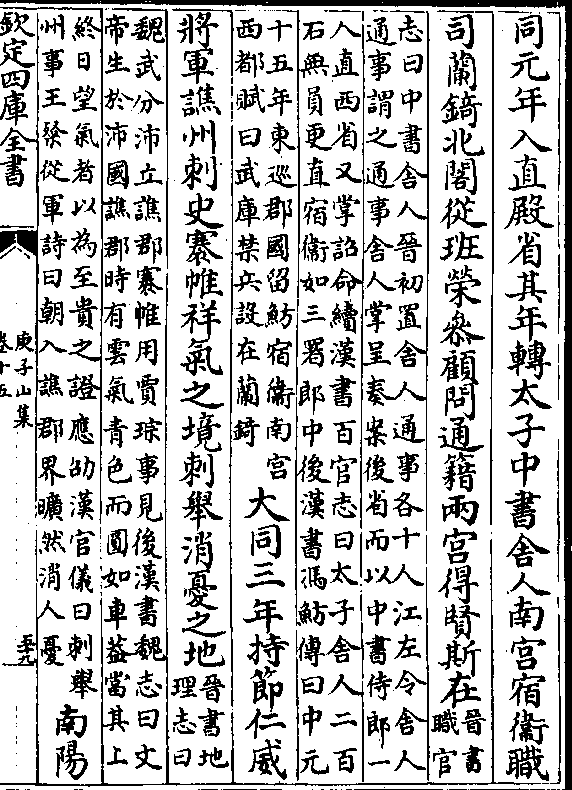 同元年入直殿省其年轉太子中書舍人南宮宿衛職
司蘭錡北閣從班榮參顧問通籍兩宮得賢斯在晉書職官
志曰中書舍人晉初置舍人通事各十人江左令舍人
通事謂之通事舍人掌呈奏案後省而以中書侍郎一
人直西省又掌詔命續漢書百官志曰太子舍人二百
石無員更直宿衞如三署郎中後漢書馮魴傳曰中元
十五年東巡郡國留魴宿衞南宮
西都賦曰武庫禁兵設在蘭錡
大同三年持節仁威
將軍譙州刺史褰帷祥氣之境刺舉消憂之地晉書地理志曰
魏武分沛立譙郡褰帷用賈琮事見後漢書魏志曰文
帝生於沛國譙郡時有雲氣青色而圓如車葢當其上
終日望氣者以為至貴之證應劭漢官儀曰刺舉
州事王粲從軍詩曰朝入譙郡界曠然消人憂
南陽
欽定四庫全書
庾子山集
卷十五
五十九